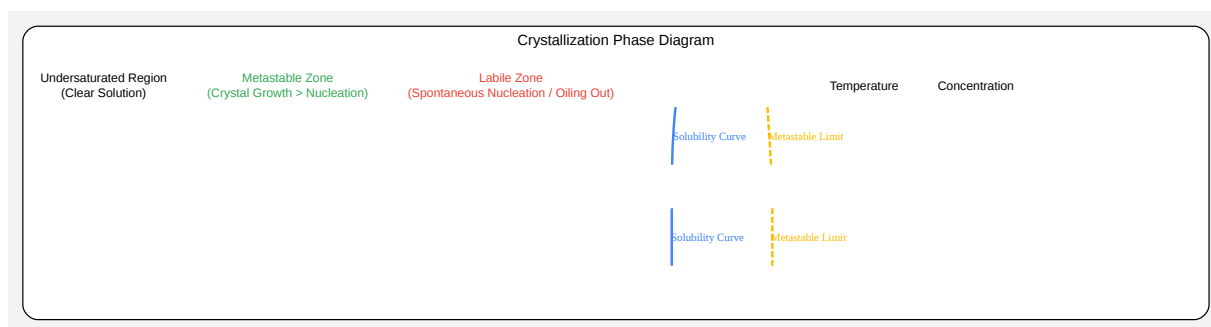 Crystallization Phase Diagram
Undersaturated Region
(Clear Solution)
Metastable Zone
(Crystal Growth > Nucleation)
Labile Zone
(Spontaneous Nucleation / Oiling Out)
Temperature
Concentration
Solubility Curve
Metastable Limit
Solubility Curve
Metastable Limit